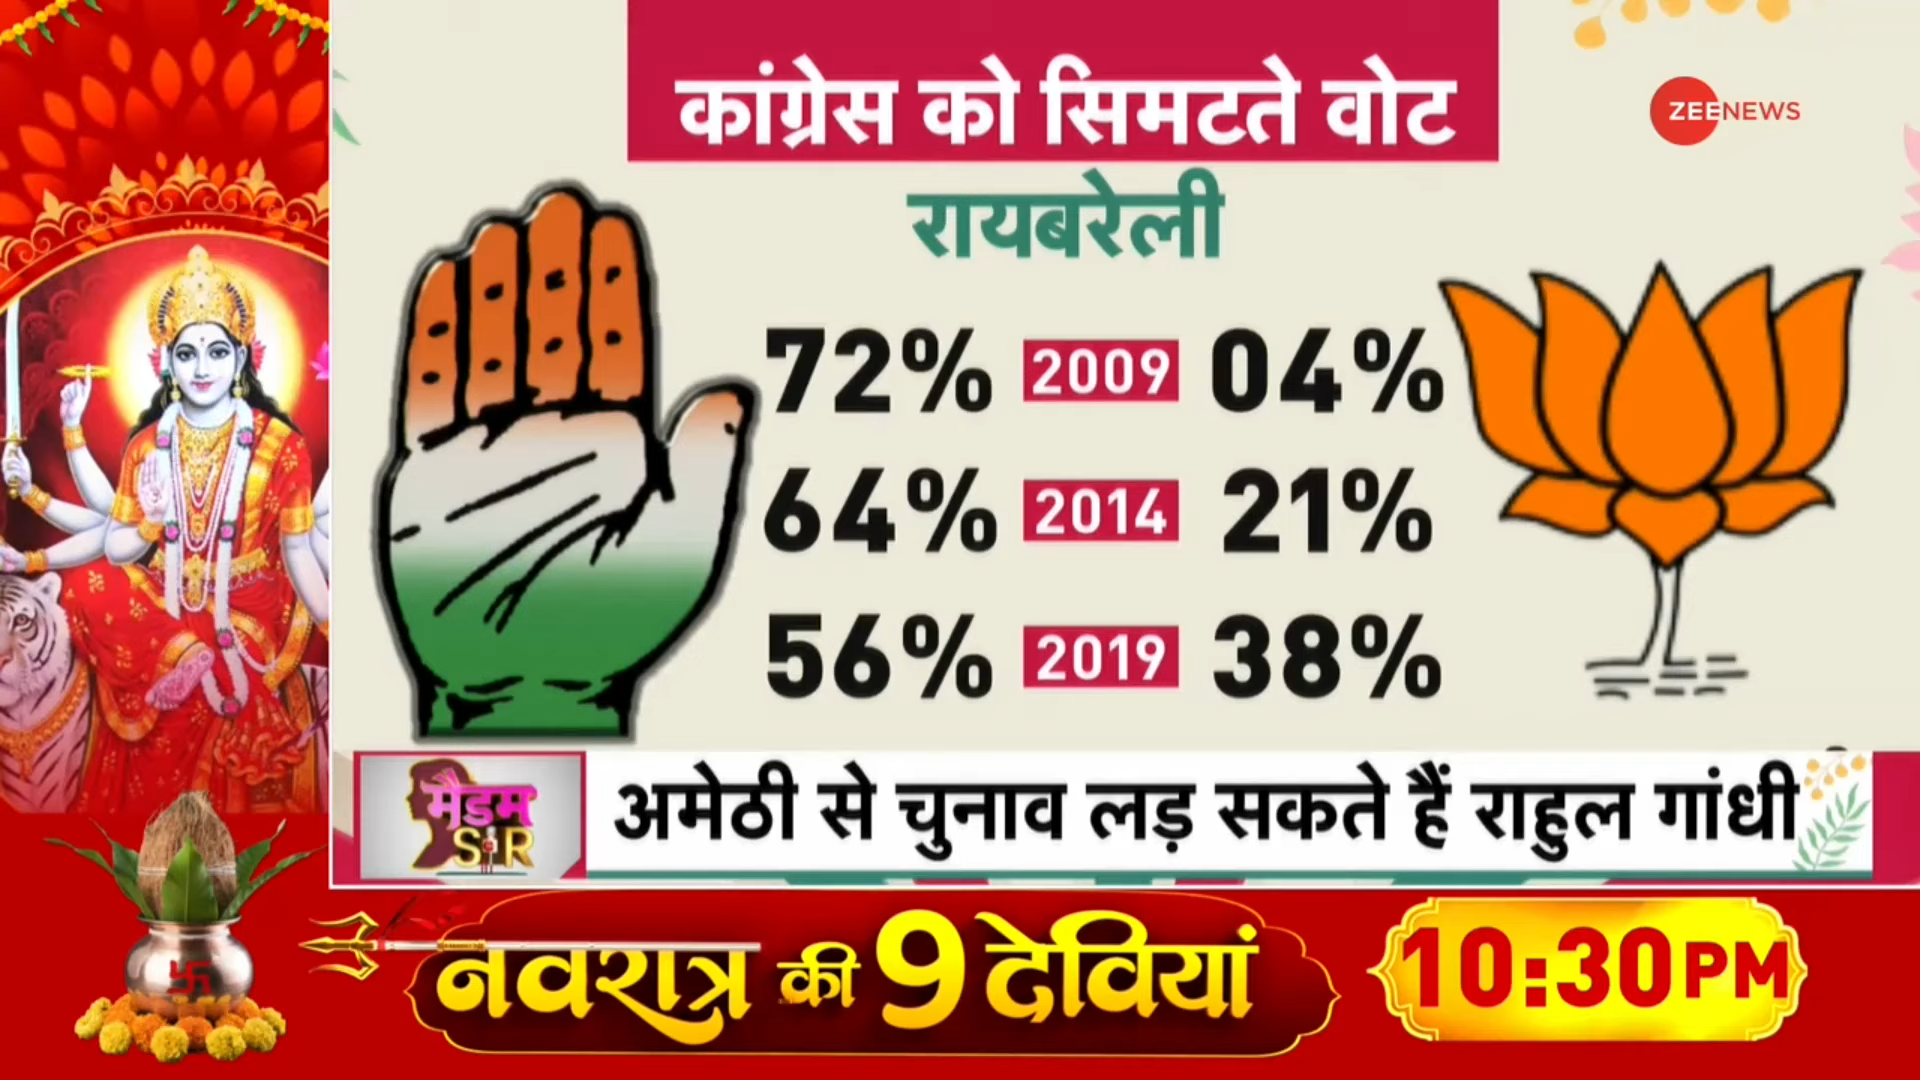 कांग्रेस को सिमटते वोट
ZEENEWS
रायबरेली
72% 2009 04%
64% 2014 21%
56% 2019 38%
मैडम
SIR
अमेठी से चुनाव लड़ सकते हैं राहुल गांधी
नवरात्र की 9 देवियां
10:30PM